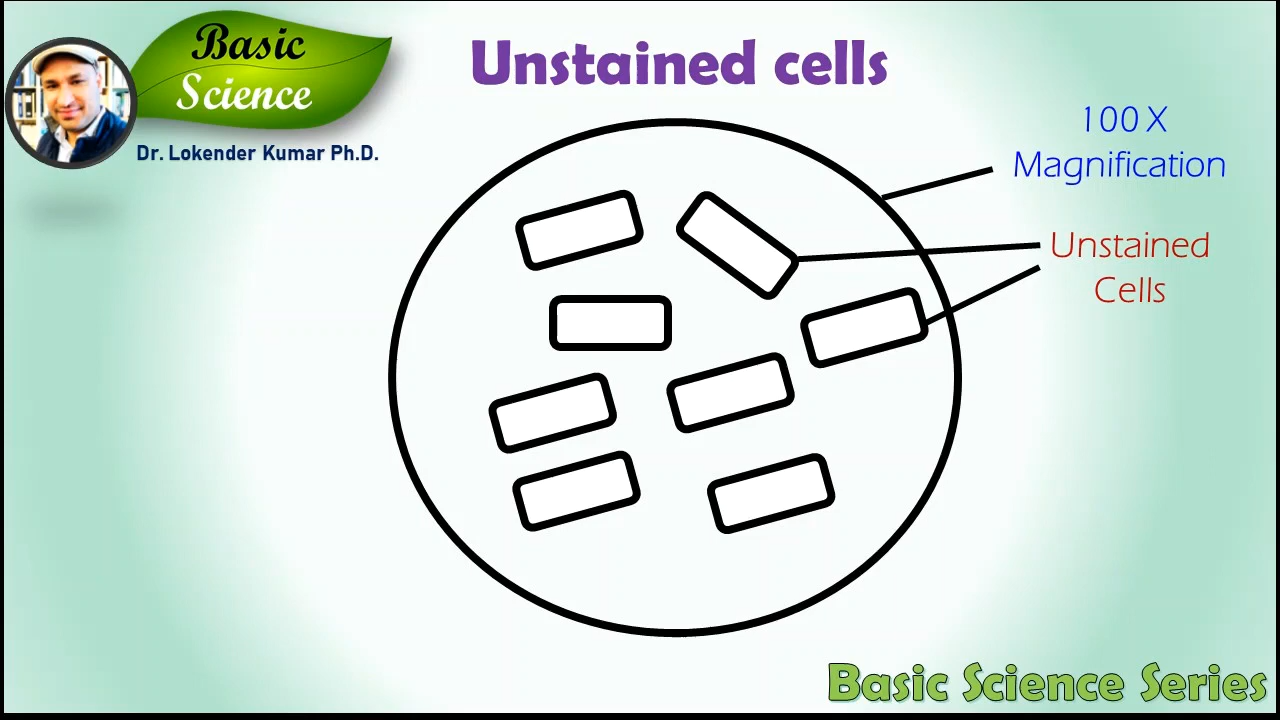 Basic
Science
Dr. Lokender Kumar Ph.D.
Unstained cells
100 X
Magnification
Unstained
Cells
Basic Science Series